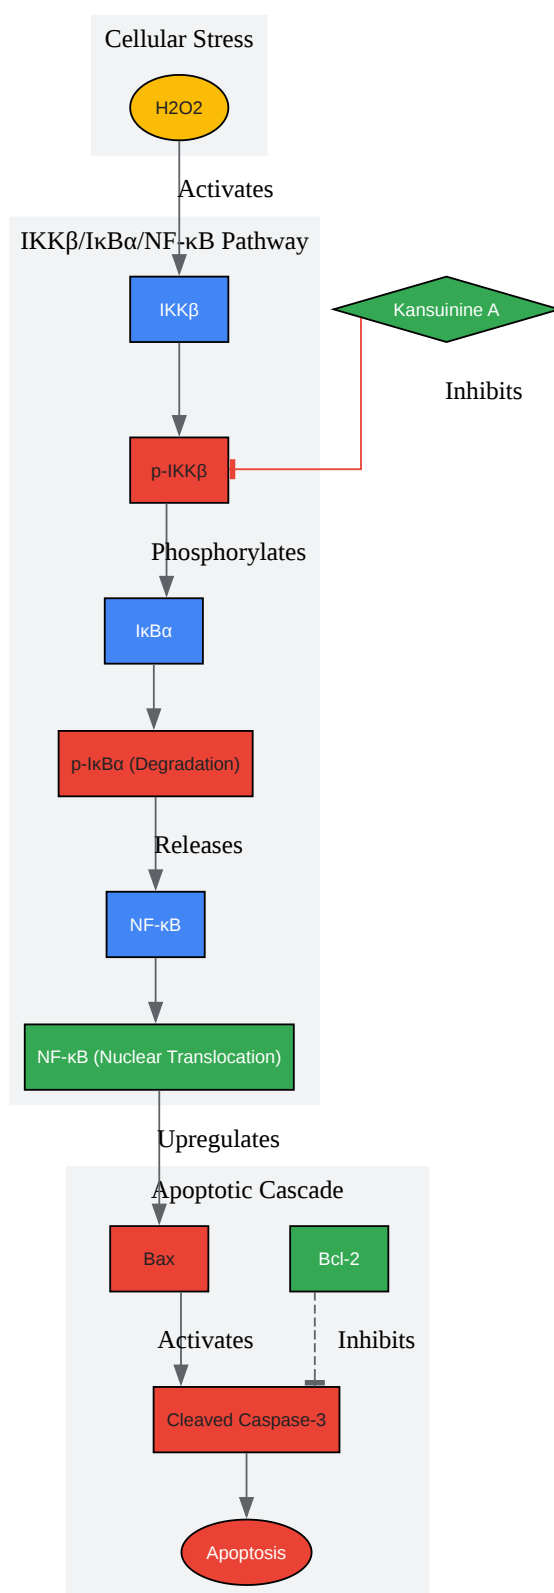 Cellular Stress
H2O2
Activates
IKKβ/IκBα/NF-κB Pathway
IKKβ
Kansuinine A
Inhibits
p-IKKβ
Phosphorylates
IκBα
p-IκBα (Degradation)
Releases
NF-κB
NF-κB (Nuclear Translocation)
Upregulates
Apoptotic Cascade
Bax
Bcl-2
Activates
Inhibits
Cleaved Caspase-3
Apoptosis